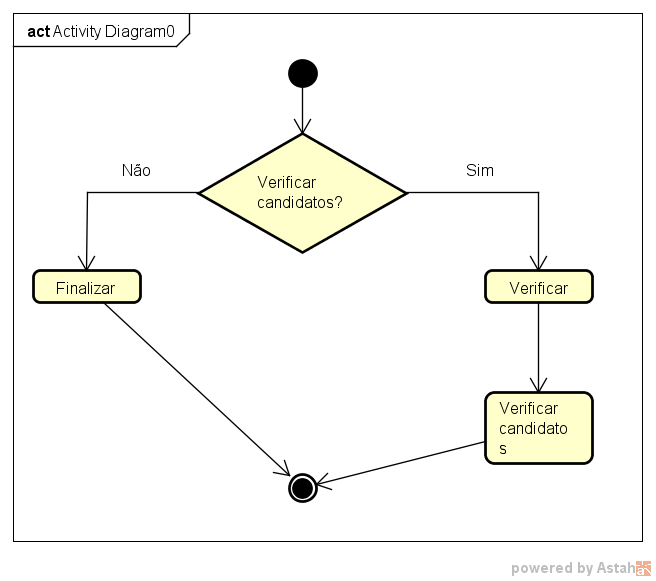 act Activity Diagram0
Não
Sim
Verificar
candidatos?
Finalizar
Verificar
Verificar
candidato
s
powered by Astah